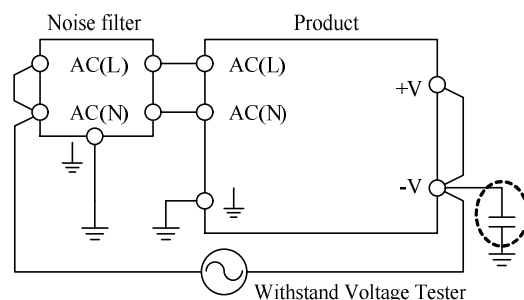 Noise filter
Product
AC(L)
AC(L)
+V
AC(N)
AC(N)
-V
Withstand Voltage Tester